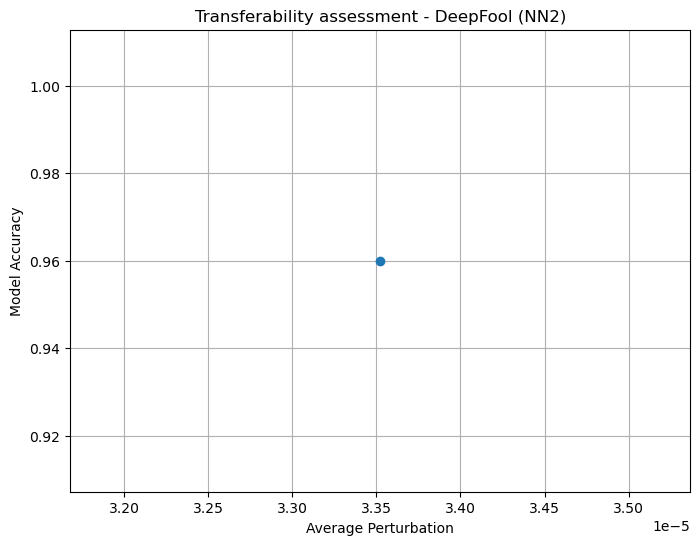 Transferability assessment - DeepFool (NN2)
1.00
0.98
0.96
0.94
0.92
Model Accuracy
3.20 3.25 3.30 3.35 3.40 3.45 3.50
1e−5
Average Perturbation